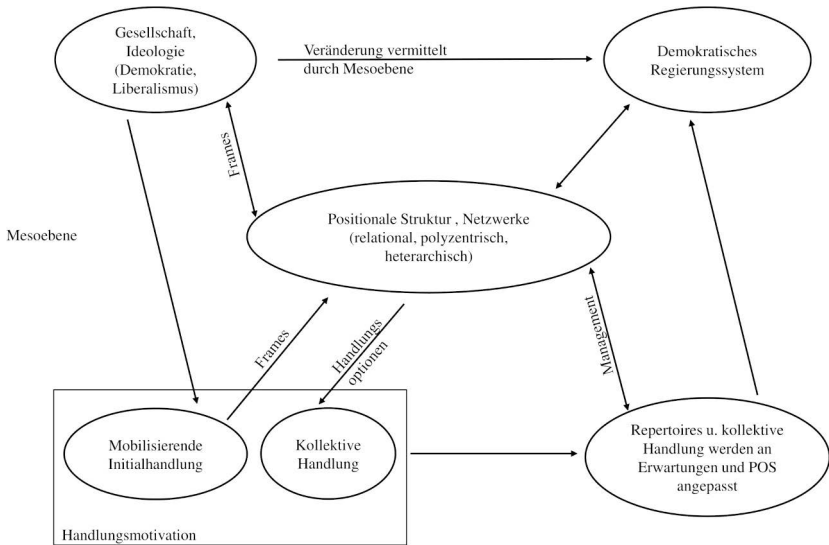 Gesellschaft,
Ideologie
(Demokratie,
Liberalismus)
Veränderung vermittelt
durch Mesoebene
Demokratisches
Regierungssystem
Frames
Mesoebene
Positionale Struktur , Netzwerke
(relational, polyzentrisch,
heterarchisch)
Frames
Handlungs
optionen
Management
Mobilisierende
Initialhandlung
Kollektive
Handlung
Repertoires u. kollektive
Handlung werden an
Erwartungen und POS
angepasst
Handlungsmotivation